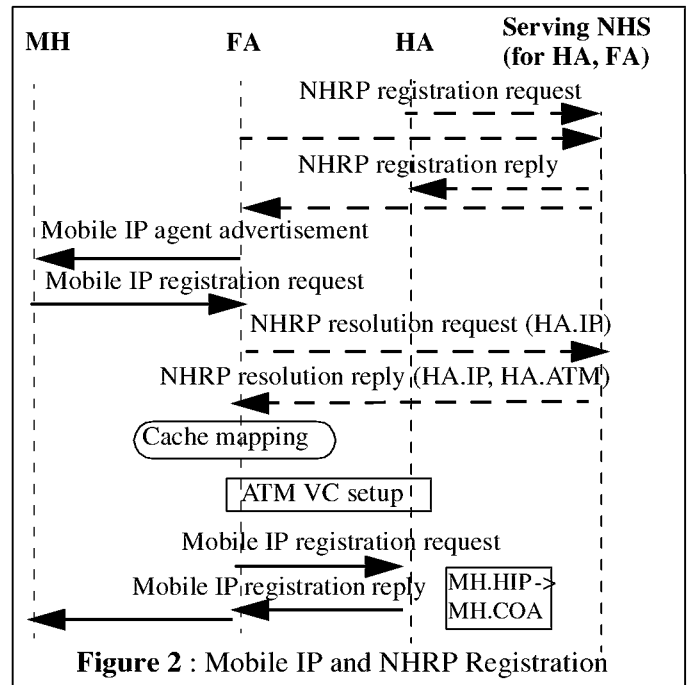 MH FA HA Serving NHS
(for HA, FA)
NHRP registration request
NHRP registration reply
Mobile IP agent advertisement
Mobile IP registration request
NHRP resolution request (HA.IP)
NHRP resolution reply (HA.IP, HA.ATM)
Cache mapping
ATM VC setup
Mobile IP registration request
Mobile IP registration reply
MH.HIP->
MH.COA
Figure 2 : Mobile IP and NHRP Registration